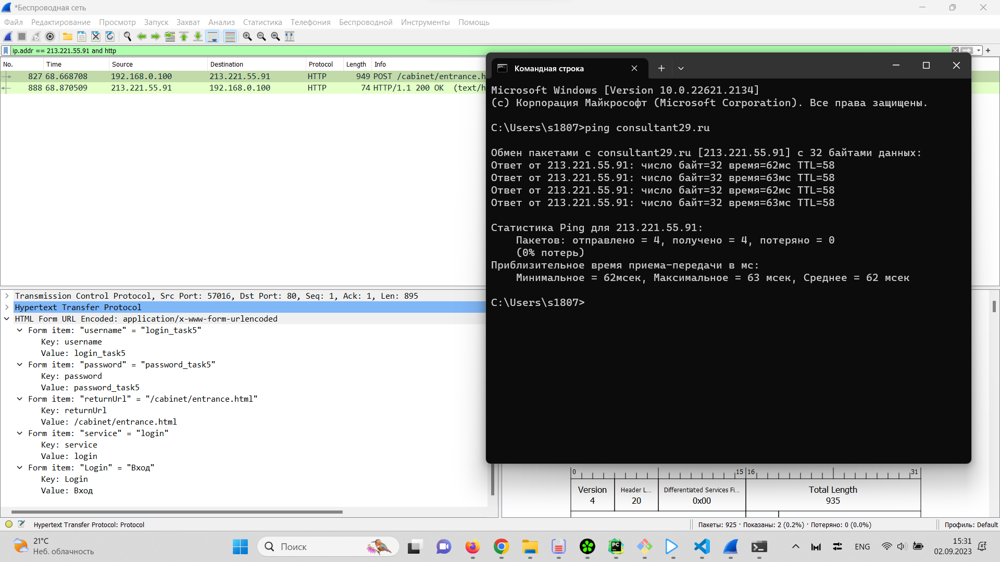 *Беспроводная сеть
Файл Редактирование Просмотр Запуск Захват Анализ Статистика Телефония Беспроводной Инструменты Помощь
ip.addr == 213.221.55.91 and http
No. Time Source Destination Protocol Length Info
827 68.668708 192.168.0.100 213.221.55.91 HTTP 949 POST /cabinet/entrance.h
888 68.870509 213.221.55.91 192.168.0.100 HTTP 74 HTTP/1.1 200 OK (text/h
Transmission Control Protocol, Src Port: 57016, Dst Port: 80, Seq: 1, Ack: 1, Len: 895
Hypertext Transfer Protocol
HTML Form URL Encoded: application/x-www-form-urlencoded
Form item: "username" = "login_task5"
Key: username
Value: login_task5
Form item: "password" = "password_task5"
Key: password
Value: password_task5
Form item: "returnUrl" = "/cabinet/entrance.html"
Key: returnUrl
Value: /cabinet/entrance.html
Form item: "service" = "login"
Key: service
Value: login
Form item: "Login" = "Вход"
Key: Login
Value: Вход
Командная строка
Microsoft Windows [Version 10.0.22621.2134]
(c) Корпорация Майкрософт (Microsoft Corporation). Все права защищены.
C:\Users\s1807>ping consultant29.ru
Обмен пакетами с consultant29.ru [213.221.55.91] с 32 байтами данных:
Ответ от 213.221.55.91: число байт=32 время=62мс TTL=58
Ответ от 213.221.55.91: число байт=32 время=63мс TTL=58
Ответ от 213.221.55.91: число байт=32 время=62мс TTL=58
Ответ от 213.221.55.91: число байт=32 время=63мс TTL=58
Статистика Ping для 213.221.55.91:
Пакетов: отправлено = 4, получено = 4, потеряно = 0
(0% потерь)
Приблизительное время приема-передачи в мс:
Минимальное = 62мсек, Максимальное = 63 мсек, Среднее = 62 мсек
C:\Users\s1807>
0 15 16 31
Version Header L... Differentiated Services Fi... Total Length
4 20 0x00 935
Hypertext Transfer Protocol: Protocol
Пакеты: 925 · Показаны: 2 (0.2%) · Потеряно: 0 (0.0%)
Профиль: Default
21°C
Неб. облачность
Поиск
PC
ENG
15:31
02.09.2023